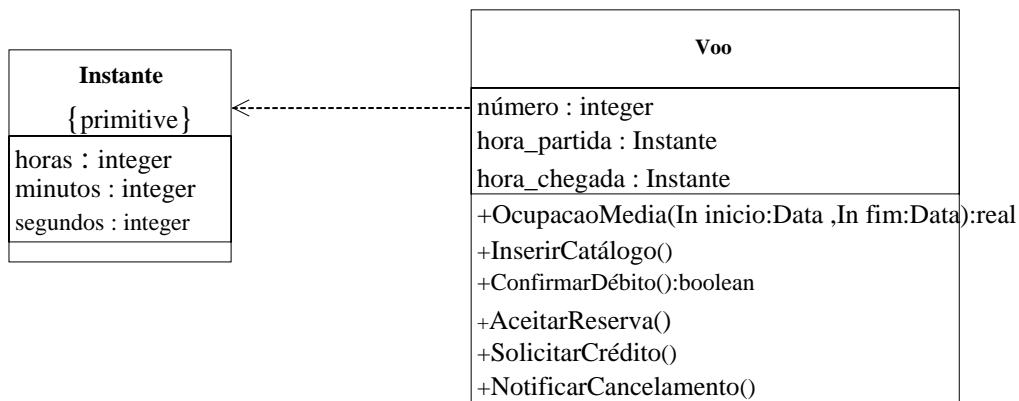 Instante
{primitive}
horas : integer
minutos : integer
segundos : integer
Voo
número : integer
hora_partida : Instante
hora_chegada : Instante
+OcupacaoMedia(In inicio:Data ,In fim:Data):real
+InserirCatálogo()
+ConfirmarDébito():boolean
+AceitarReserva()
+SolicitarCrédito()
+NotificarCancelamento()